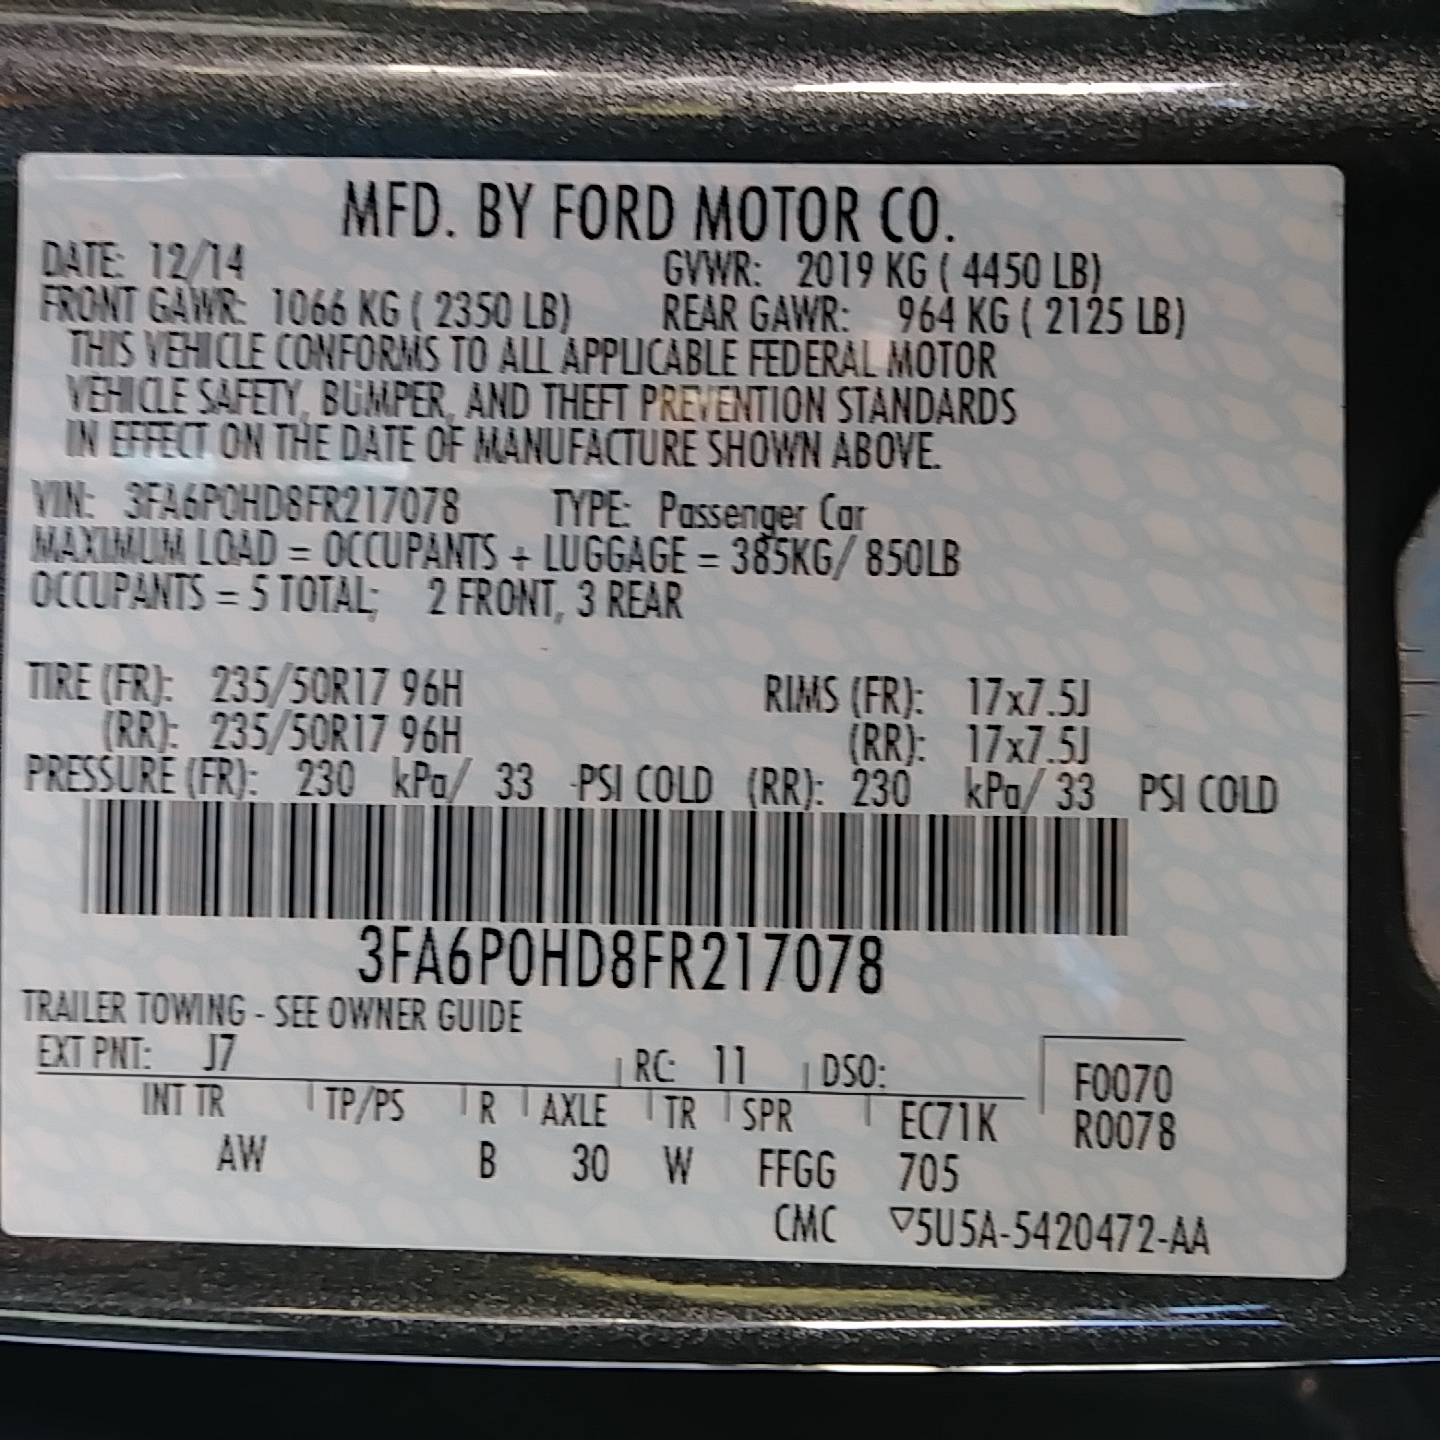 MFD. BY FORD MOTOR CO.
DATE: 12/14 GVWR: 2019 KG ( 4450 LB)
FRONT GAWR: 1066 KG ( 2350 LB) REAR GAWR: 964 KG ( 2125 LB)
THIS VEHICLE CONFORMS TO ALL APPLICABLE FEDERAL MOTOR
VEHICLE SAFETY, BUMPER, AND THEFT PREVENTION STANDARDS
IN EFFECT ON THE DATE OF MANUFACTURE SHOWN ABOVE.
VIN: 3FA6P0HD8FR217078 TYPE: Passenger Car
MAXIMUM LOAD = OCCUPANTS + LUGGAGE = 385KG/ 850LB
OCCUPANTS = 5 TOTAL; 2 FRONT, 3 REAR
TIRE (FR): 235/50R17 96H RIMS (FR): 17x7.5J
(RR): 235/50R17 96H (RR): 17x7.5J
PRESSURE (FR): 230 kPa/ 33 PSI COLD (RR): 230 kPa/ 33 PSI COLD
3FA6P0HD8FR217078
TRAILER TOWING - SEE OWNER GUIDE
EXT PNT: J7 RC: 11 DSO: F0070
INT TR TP/PS R AXLE TR SPR EC71K R0078
AW B 30 W FFGG 705
CMC ▽5U5A-5420472-AA